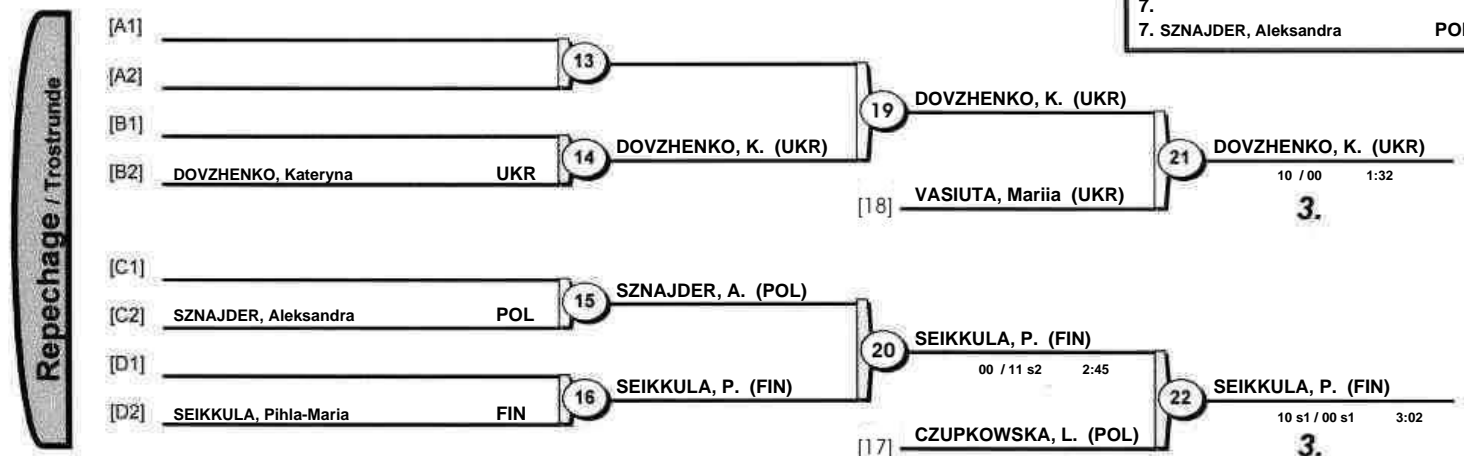 7.
7. SZNAJDER, Aleksandra POL
Repechage / Trostrunde
[A1]
[A2]
13
[B1]
[B2] DOVZHENKO, Kateryna UKR
14
DOVZHENKO, K. (UKR)
19
DOVZHENKO, K. (UKR)
[18] VASIUTA, Mariia (UKR)
21
DOVZHENKO, K. (UKR)
10 / 00 1:32
3.
[C1]
[C2] SZNAJDER, Aleksandra POL
15
SZNAJDER, A. (POL)
[D1]
[D2] SEIKKULA, Pihla-Maria FIN
16
SEIKKULA, P. (FIN)
20
SEIKKULA, P. (FIN)
00 / 11 s2 2:45
[17] CZUPKOWSKA, L. (POL)
22
SEIKKULA, P. (FIN)
10 s1 / 00 s1 3:02
3.